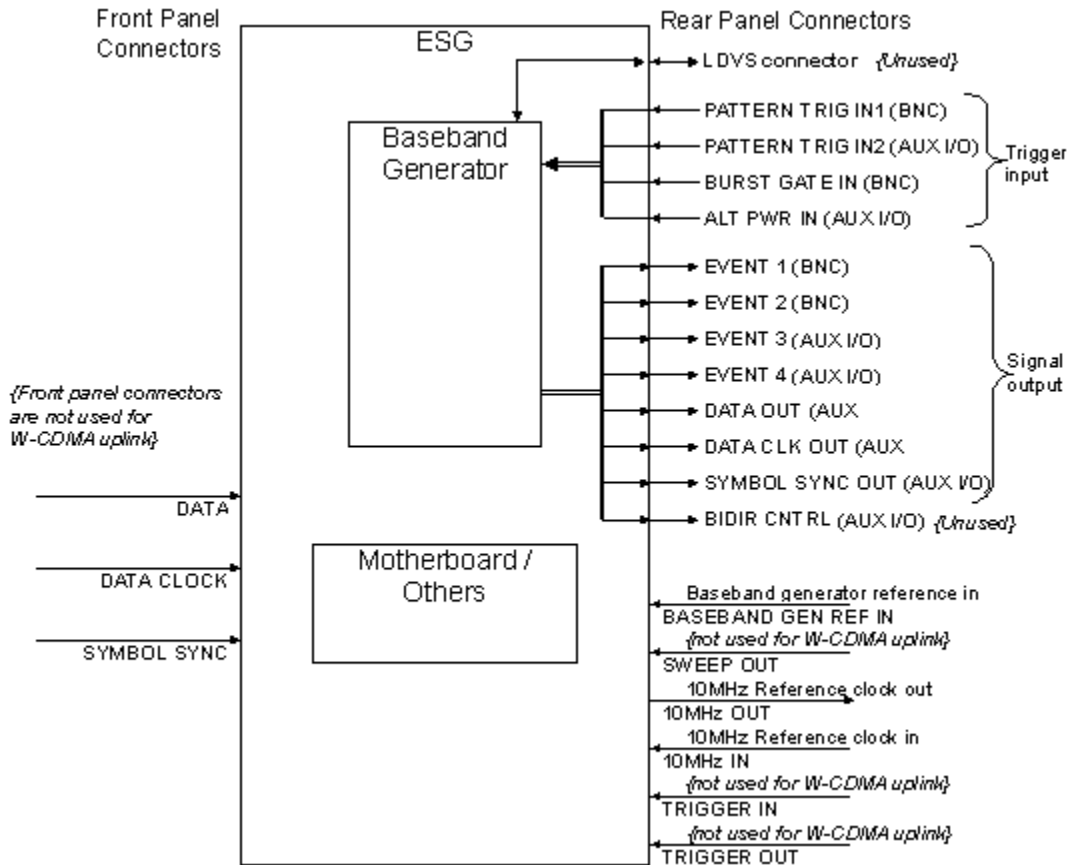 Front Panel
Connectors
ESG
Rear Panel Connectors
LDVS connector {Unused}
Baseband
Generator
PATTERN TRIG IN1 (BNC)
PATTERN TRIG IN2 (AUX I/O)
BURST GATE IN (BNC)
ALT PWR IN (AUX I/O)
Trigger
input
EVENT 1 (BNC)
EVENT 2 (BNC)
EVENT 3 (AUX I/O)
EVENT 4 (AUX I/O)
DATA OUT (AUX
DATA CLK OUT (AUX
SYMBOL SYNC OUT (AUX I/O)
Signal
output
BIDIR CNTRL (AUX I/O) {Unused}
{Front panel connectors
are not used for
W-CDMA uplink}
DATA
DATA CLOCK
SYMBOL SYNC
Motherboard /
Others
Baseband generator reference in
BASEBAND GEN REF IN
{not used for W-CDMA uplink}
SWEEP OUT
10MHz Reference clock out
10MHz OUT
10MHz Reference clock in
10MHz IN
{not used for W-CDMA uplink}
TRIGGER IN
{not used for W-CDMA uplink}
TRIGGER OUT